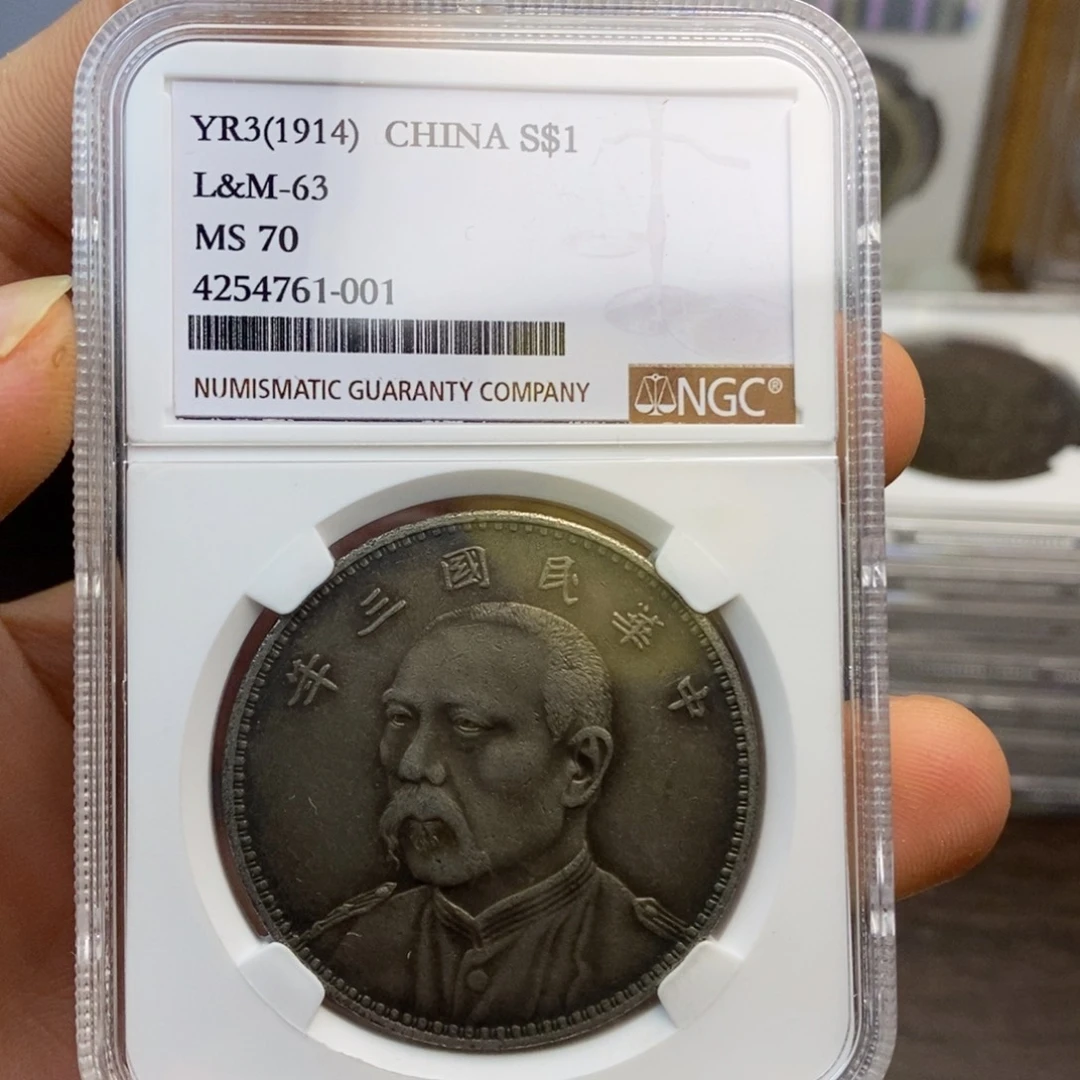 YR3(1914) CHINA S$1
L&M-63
MS 70
4254761-001
NUMISMATIC GUARANTY COMPANY
NGC®
中華民國三年